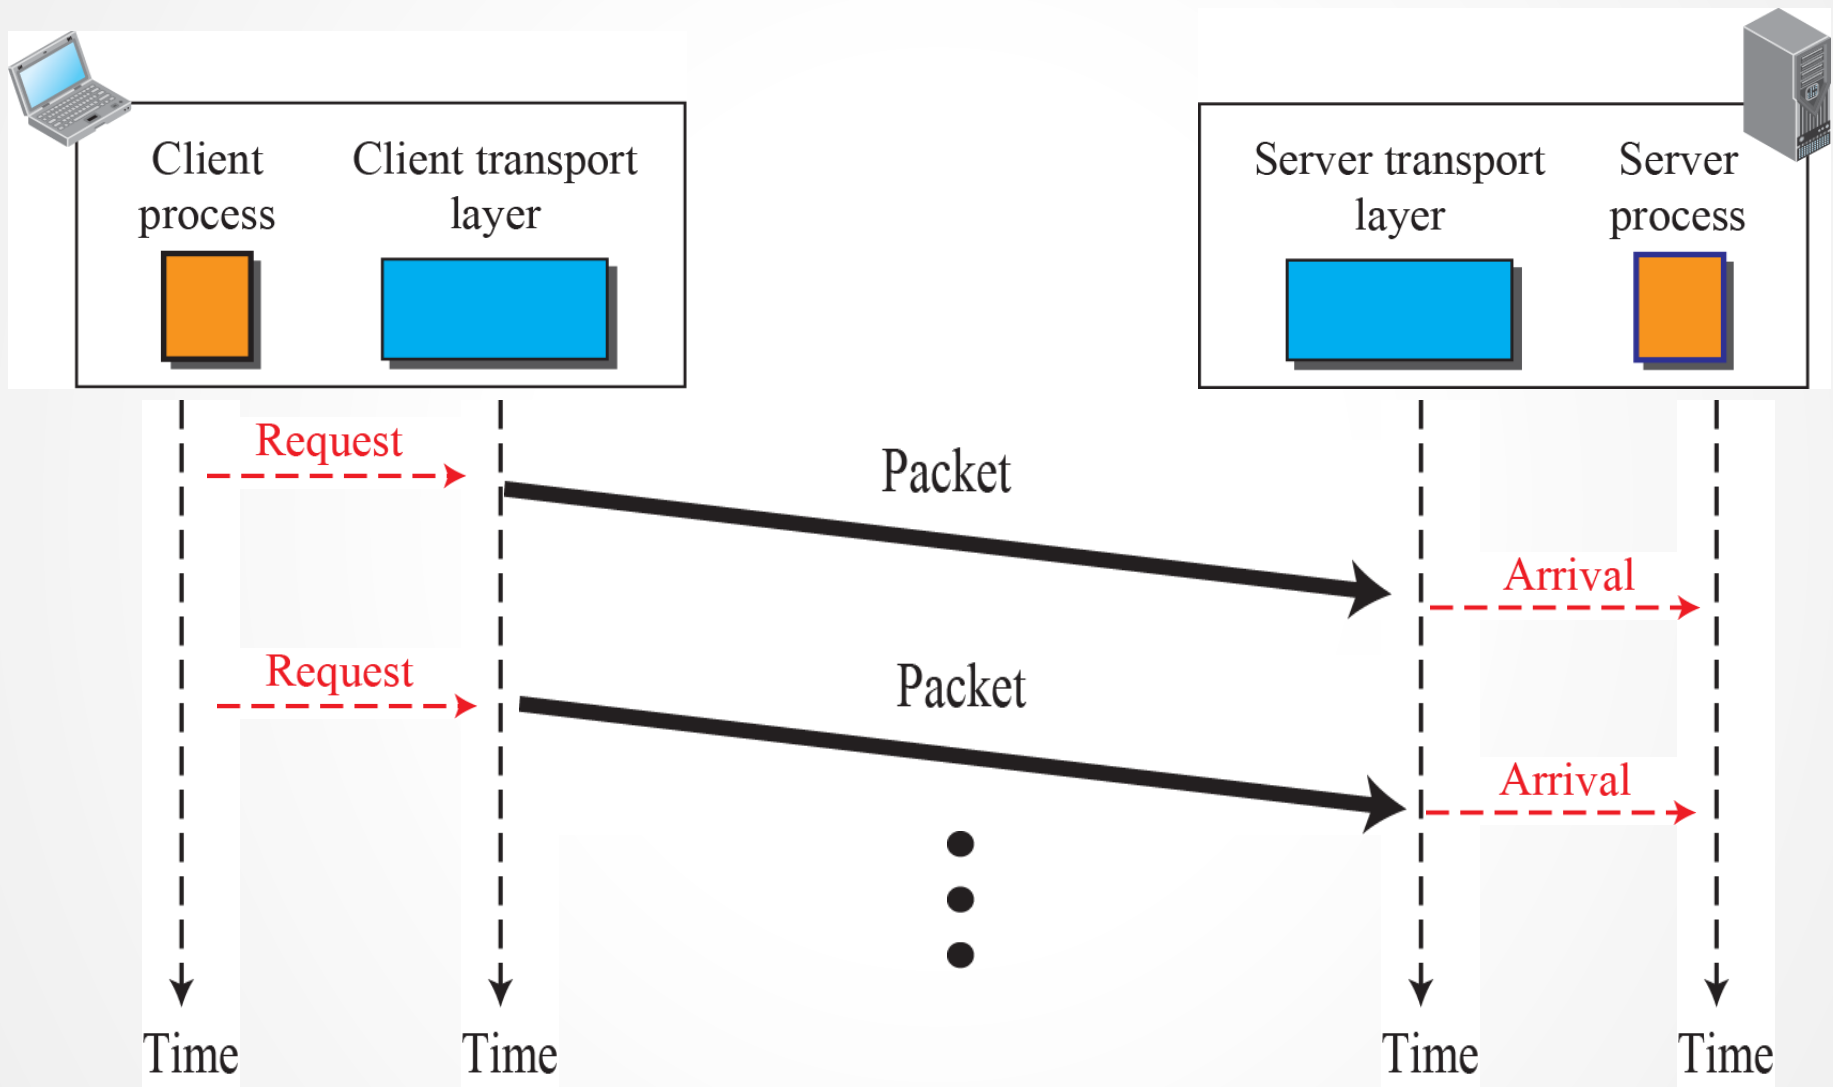 Client
process
Client transport
layer
Server transport
layer
Server
process
Request
Packet
Arrival
Request
Packet
Arrival
Time
Time
Time
Time